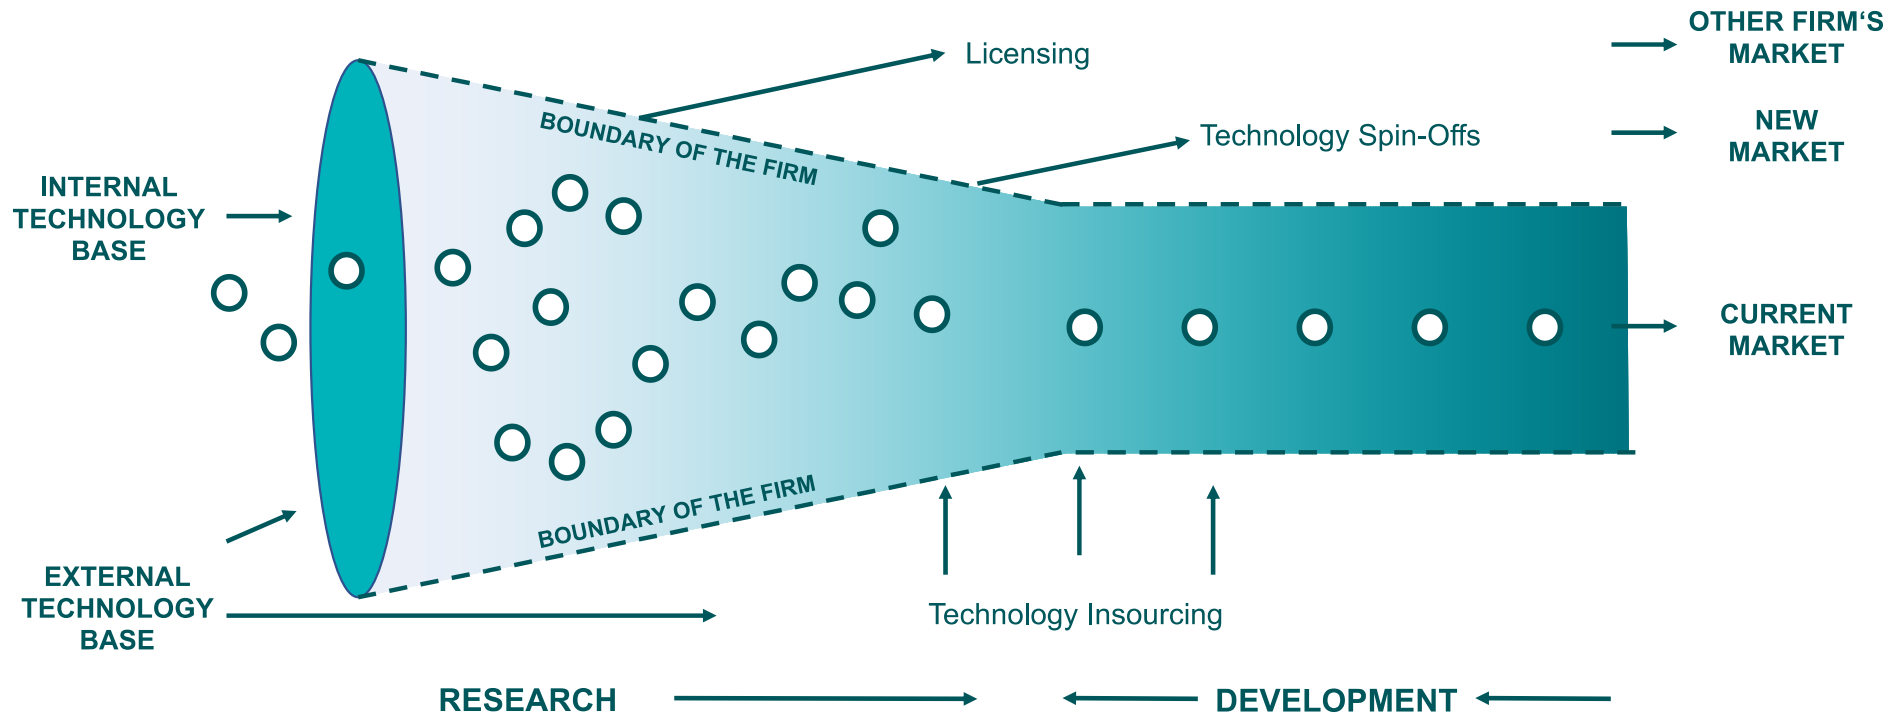 OTHER FIRM‘S
MARKET
Licensing
NEW
MARKET
Technology Spin-Offs
BOUNDARY OF THE FIRM
INTERNAL
TECHNOLOGY
BASE
CURRENT
MARKET
BOUNDARY OF THE FIRM
EXTERNAL
TECHNOLOGY
BASE
Technology Insourcing
RESEARCH
DEVELOPMENT